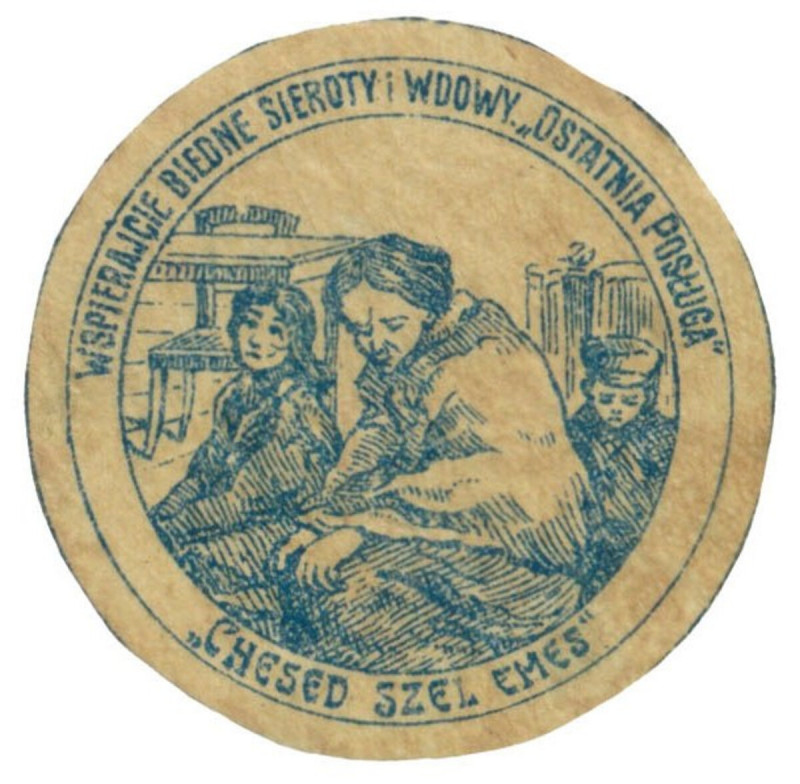 WSPIERAJCIE BIEDNE SIEROTY i WDOWY. „OSTATNIA POSŁUGA”
„CHESED SZEL EMES”